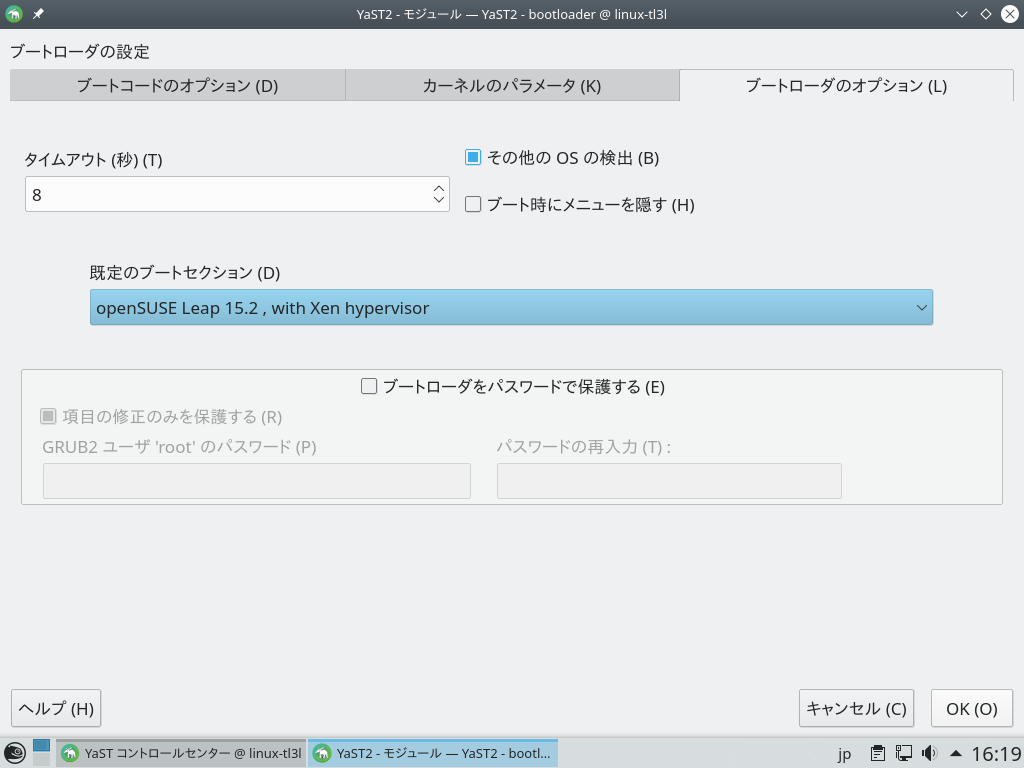 YaST2 - モジュール — YaST2 - bootloader @ linux-tl3l
ブートローダの設定
ブートコードのオプション (D)
カーネルのパラメータ (K)
ブートローダのオプション (L)
タイムアウト (秒) (T)
8
その他の OS の検出 (B)
ブート時にメニューを隠す (H)
既定のブートセクション (D)
openSUSE Leap 15.2 , with Xen hypervisor
ブートローダをパスワードで保護する (E)
項目の修正のみを保護する (R)
GRUB2 ユーザ 'root' のパスワード (P)
パスワードの再入力 (T) :
ヘルプ (H)
キャンセル (C)
OK (O)
YaST コントロールセンター @ linux-tl3l
YaST2 - モジュール — YaST2 - bootl...
jp
16:19